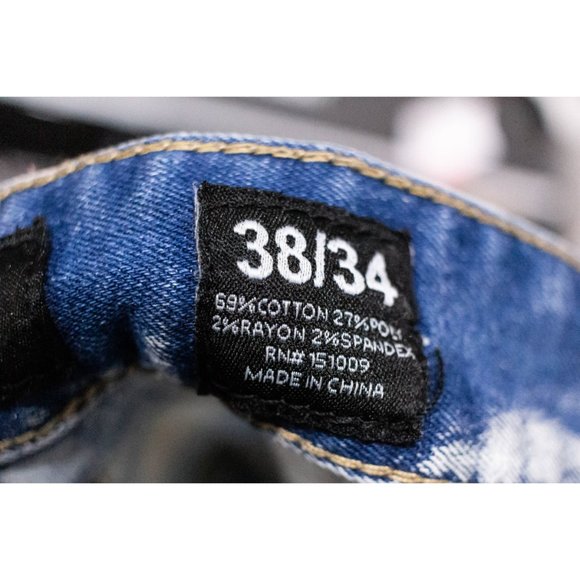 38/34
69%COTTON 27%POLY
2%RAYON 2%SPANDEX
RN# 151009
MADE IN CHINA